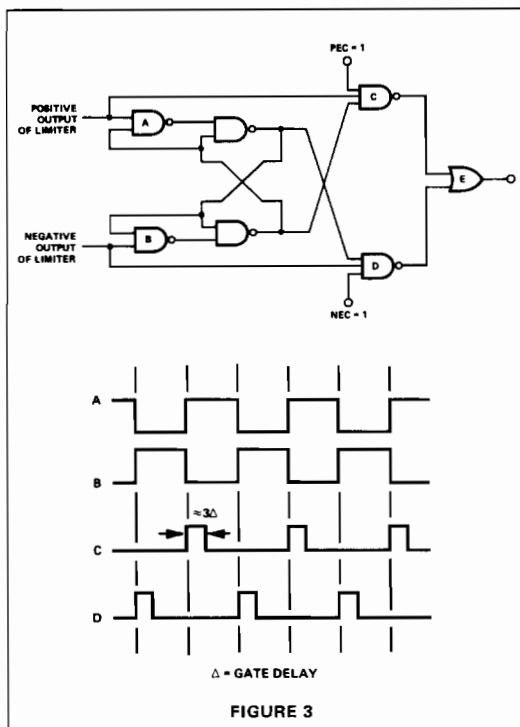 PEC = 1
C
POSITIVE
OUTPUT
OF LIMITER
A
E
NEGATIVE
OUTPUT
OF LIMITER
B
D
NEC = 1
A
B
≈3Δ
C
D
Δ = GATE DELAY
FIGURE 3